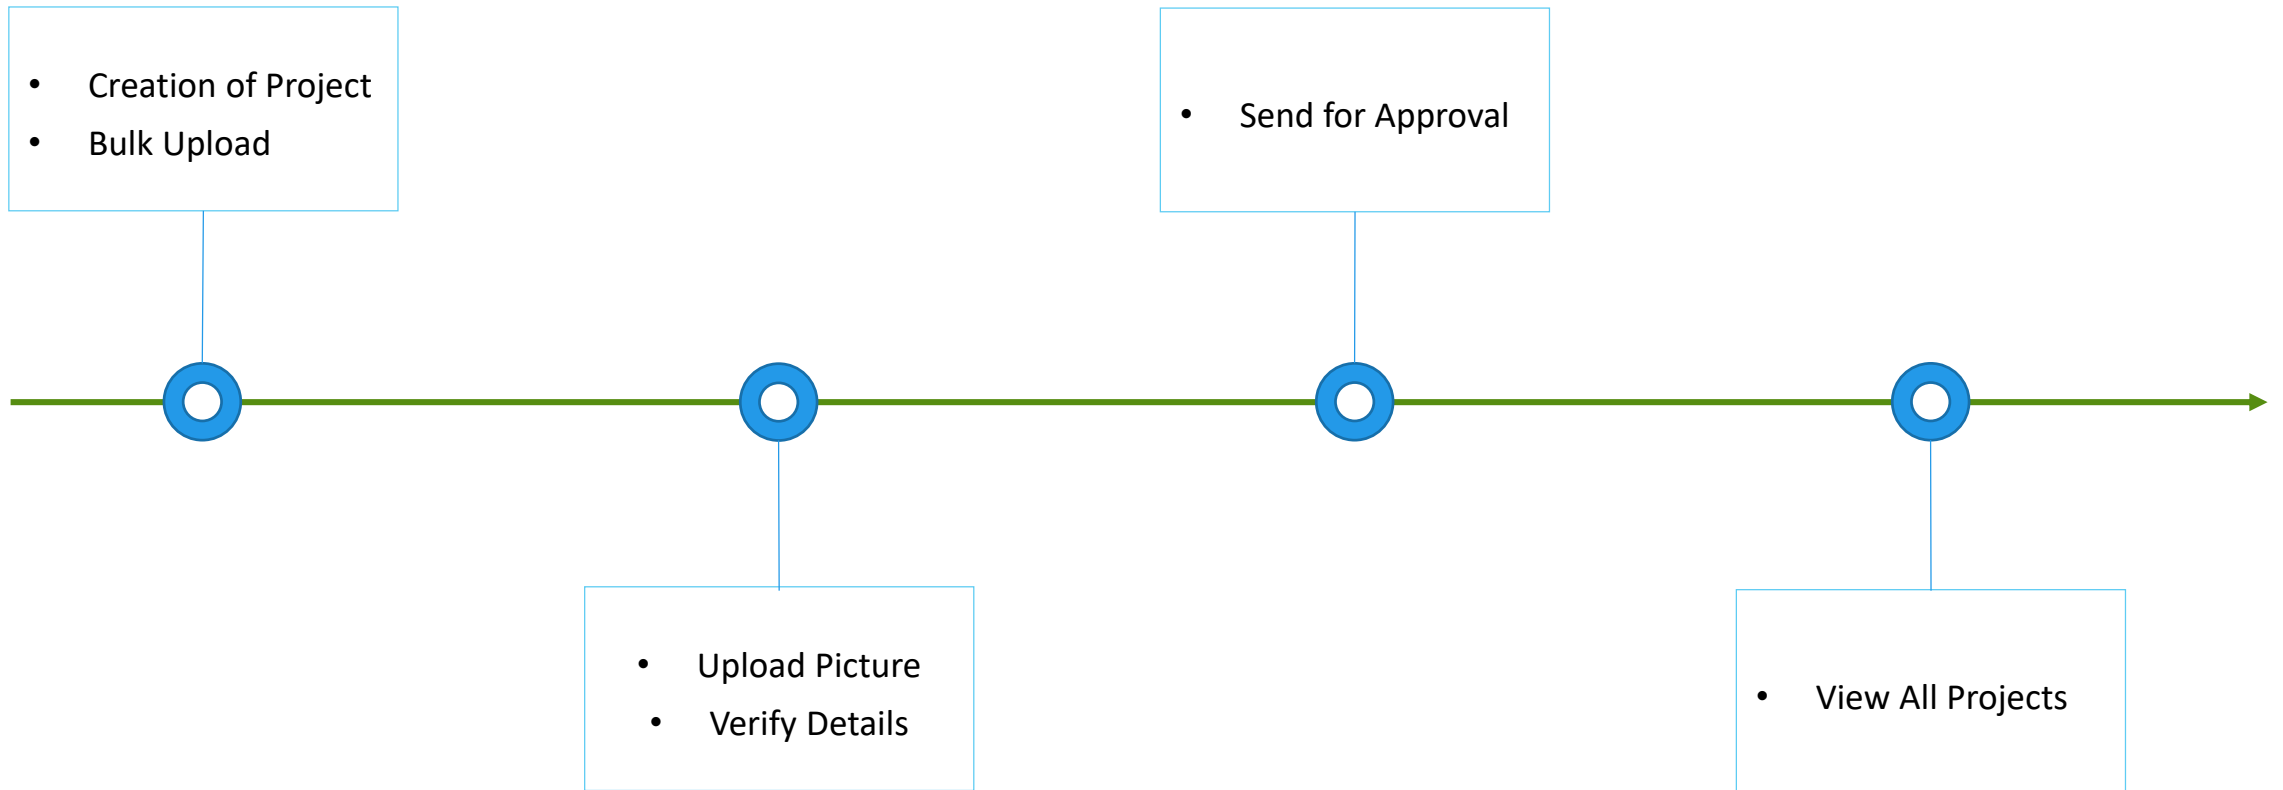 • Creation of Project
• Bulk Upload
• Upload Picture
• Verify Details
• Send for Approval
• View All Projects